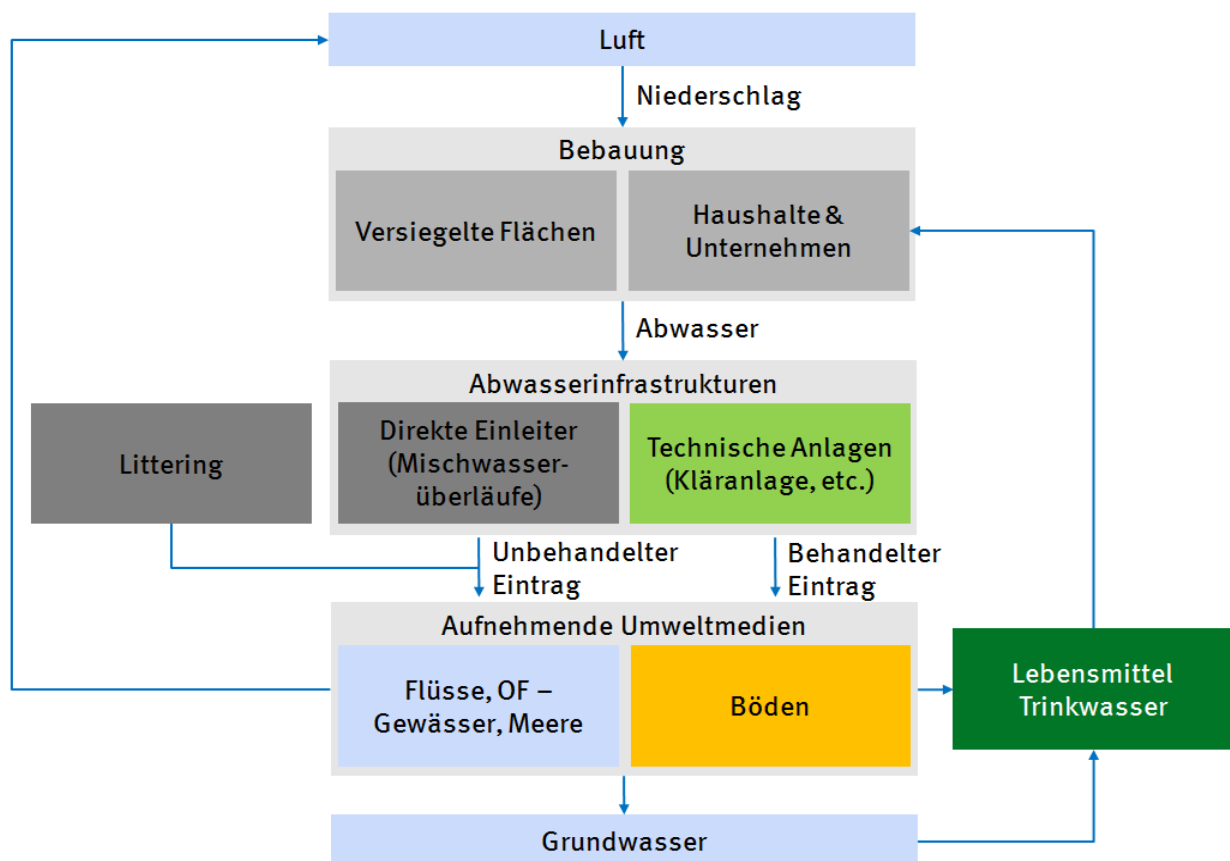 Luft
Niederschlag
Bebauung
Versiegelte Flächen
Haushalte &
Unternehmen
Abwasser
Abwasserinfrastrukturen
Littering
Direkte Einleiter
(Mischwasser-
überläufe)
Technische Anlagen
(Kläranlage, etc.)
Unbehandelter
Eintrag
Behandelter
Eintrag
Aufnehmende Umweltmedien
Flüsse, OF –
Gewässer, Meere
Böden
Lebensmittel
Trinkwasser
Grundwasser